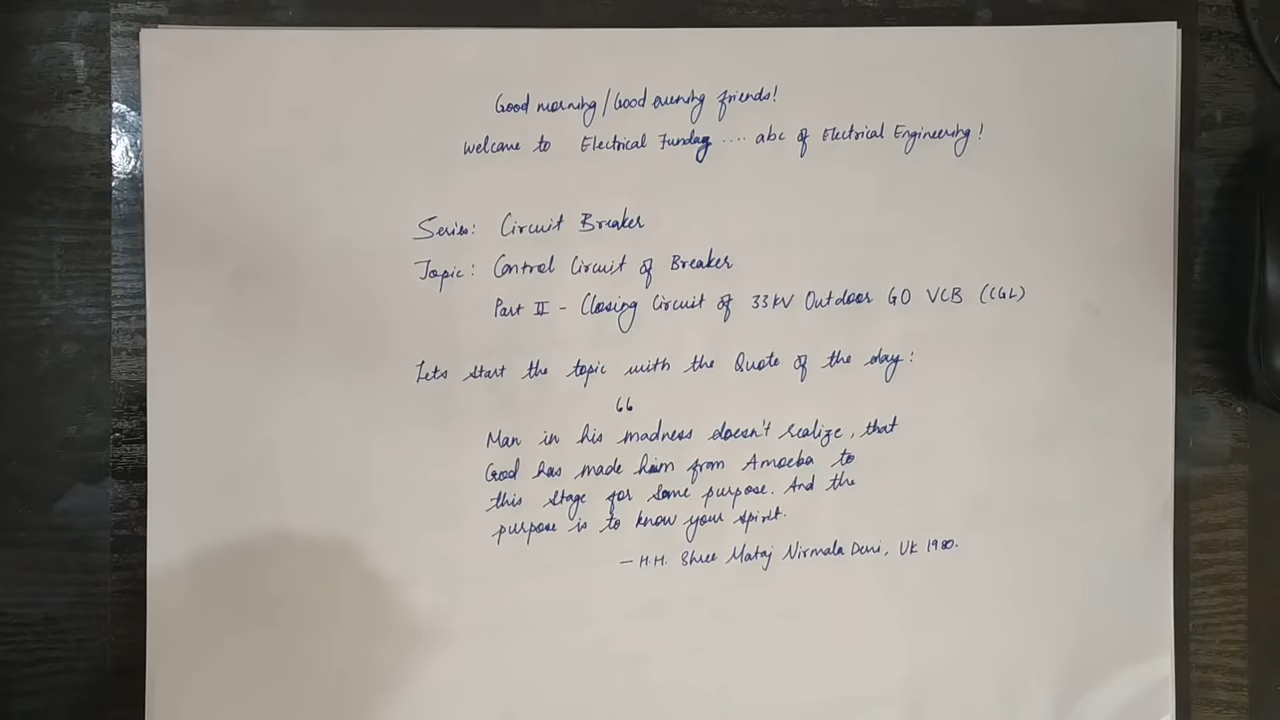 Good morning/Good evening friends!
Welcome to Electrical Fundaz .... abc of Electrical Engineering!
Series: Circuit Breaker
Topic: Control Circuit of Breaker
Part II - Closing Circuit of 33kV Outdoor GO VCB (CGL)
Lets start the topic with the Quote of the day:
“
Man in his madness doesn't realize, that
God has made him from Amoeba to
this stage for some purpose. And the
purpose is to know your spirit.
— H.H. Shree Mataj Nirmala Devi, UK 1980.